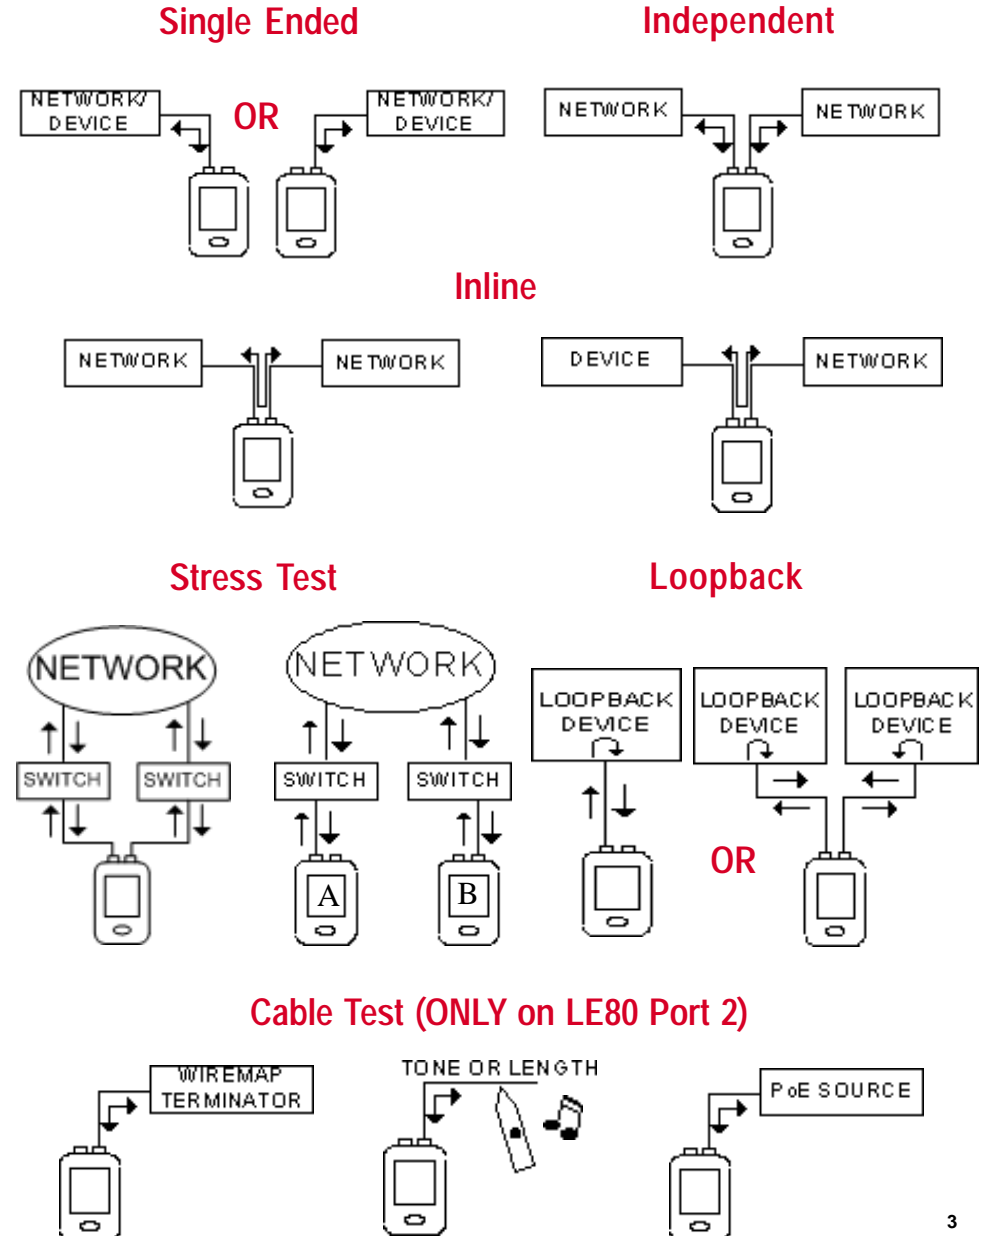 Single Ended
Independent
NETWORK/
DEVICE
OR
NETWORK/
DEVICE
NETWORK
NETWORK
Inline
NETWORK
NETWORK
DEVICE
NETWORK
Stress Test
Loopback
NETWORK
SWITCH
SWITCH
NETWORK
SWITCH
SWITCH
A
B
LOOPBACK
DEVICE
OR
LOOPBACK
DEVICE
LOOPBACK
DEVICE
Cable Test (ONLY on LE80 Port 2)
WIREMAP
TERMINATOR
TONE OR LENGTH
PoE SOURCE
3